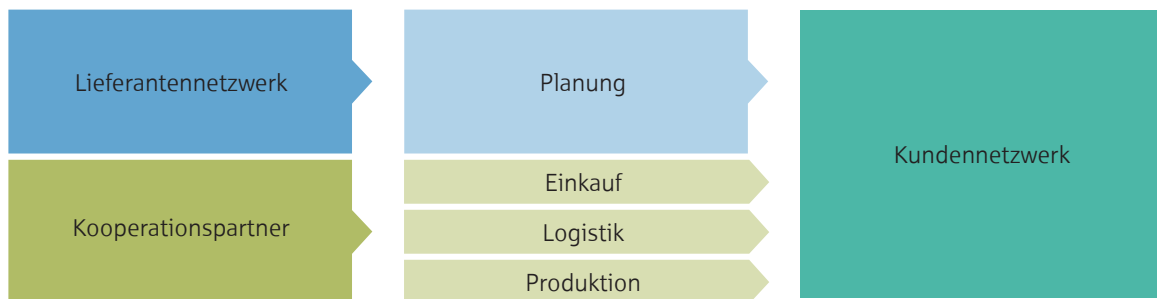 Lieferantennetzwerk
Kooperationspartner
Planung
Einkauf
Logistik
Produktion
Kundennetzwerk